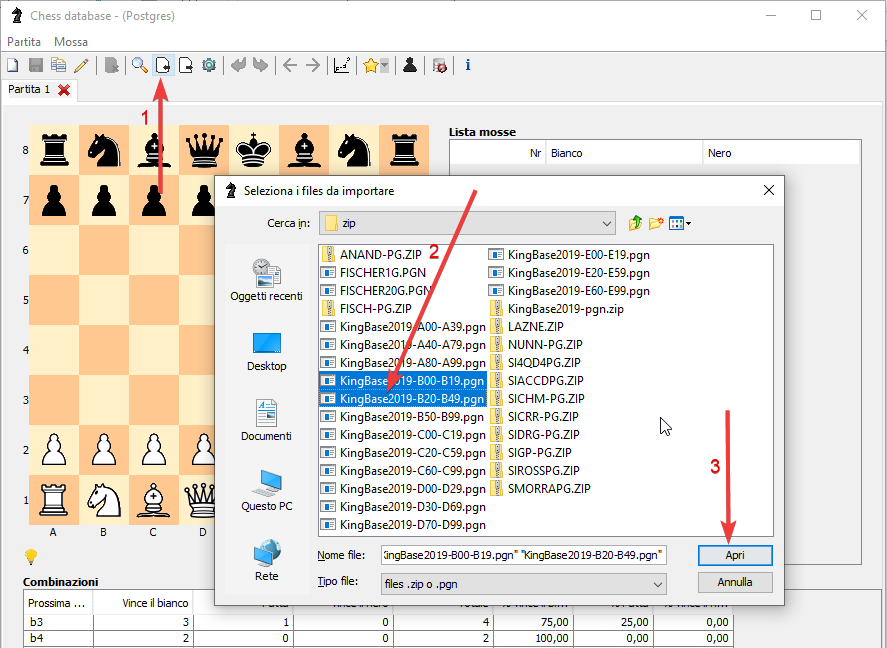 Chess database - (Postgres)
Partita Mossa
i
Partita 1
1
Lista mosse
Nr Bianco Nero
8
7
6
5
4
3
2
1
A B C D
Seleziona i files da importare
Cerca in: zip
2
Oggetti recenti
Desktop
Documenti
Questo PC
Rete
ANAND-PG.ZIP
FISCHER1G.PGN
FISCHER20G.PGN
FISCH-PG.ZIP
KingBase2019-A00-A39.pgn
KingBase2019-A40-A79.pgn
KingBase2019-A80-A99.pgn
KingBase2019-B00-B19.pgn
KingBase2019-B20-B49.pgn
KingBase2019-B50-B99.pgn
KingBase2019-C00-C19.pgn
KingBase2019-C20-C59.pgn
KingBase2019-C60-C99.pgn
KingBase2019-D00-D29.pgn
KingBase2019-D30-D69.pgn
KingBase2019-D70-D99.pgn
KingBase2019-E00-E19.pgn
KingBase2019-E20-E59.pgn
KingBase2019-E60-E99.pgn
KingBase2019-pgn.zip
LAZNE.ZIP
NUNN-PG.ZIP
SI4QD4PG.ZIP
SIACCDPG.ZIP
SICHM-PG.ZIP
SICRR-PG.ZIP
SIDRG-PG.ZIP
SIGP-PG.ZIP
SIROSSPG.ZIP
SMORRAPG.ZIP
3
Nome file: KingBase2019-B00-B19.pgn" "KingBase2019-B20-B49.pgn"
Apri
Tipo file: files .zip o .pgn
Annulla
Combinazioni
Prossima ... Vince il bianco Patta Vince il nero Totale
b3 3 1 0 4 75,00 25,00 0,00
b4 2 0 0 2 100,00 0,00 0,00